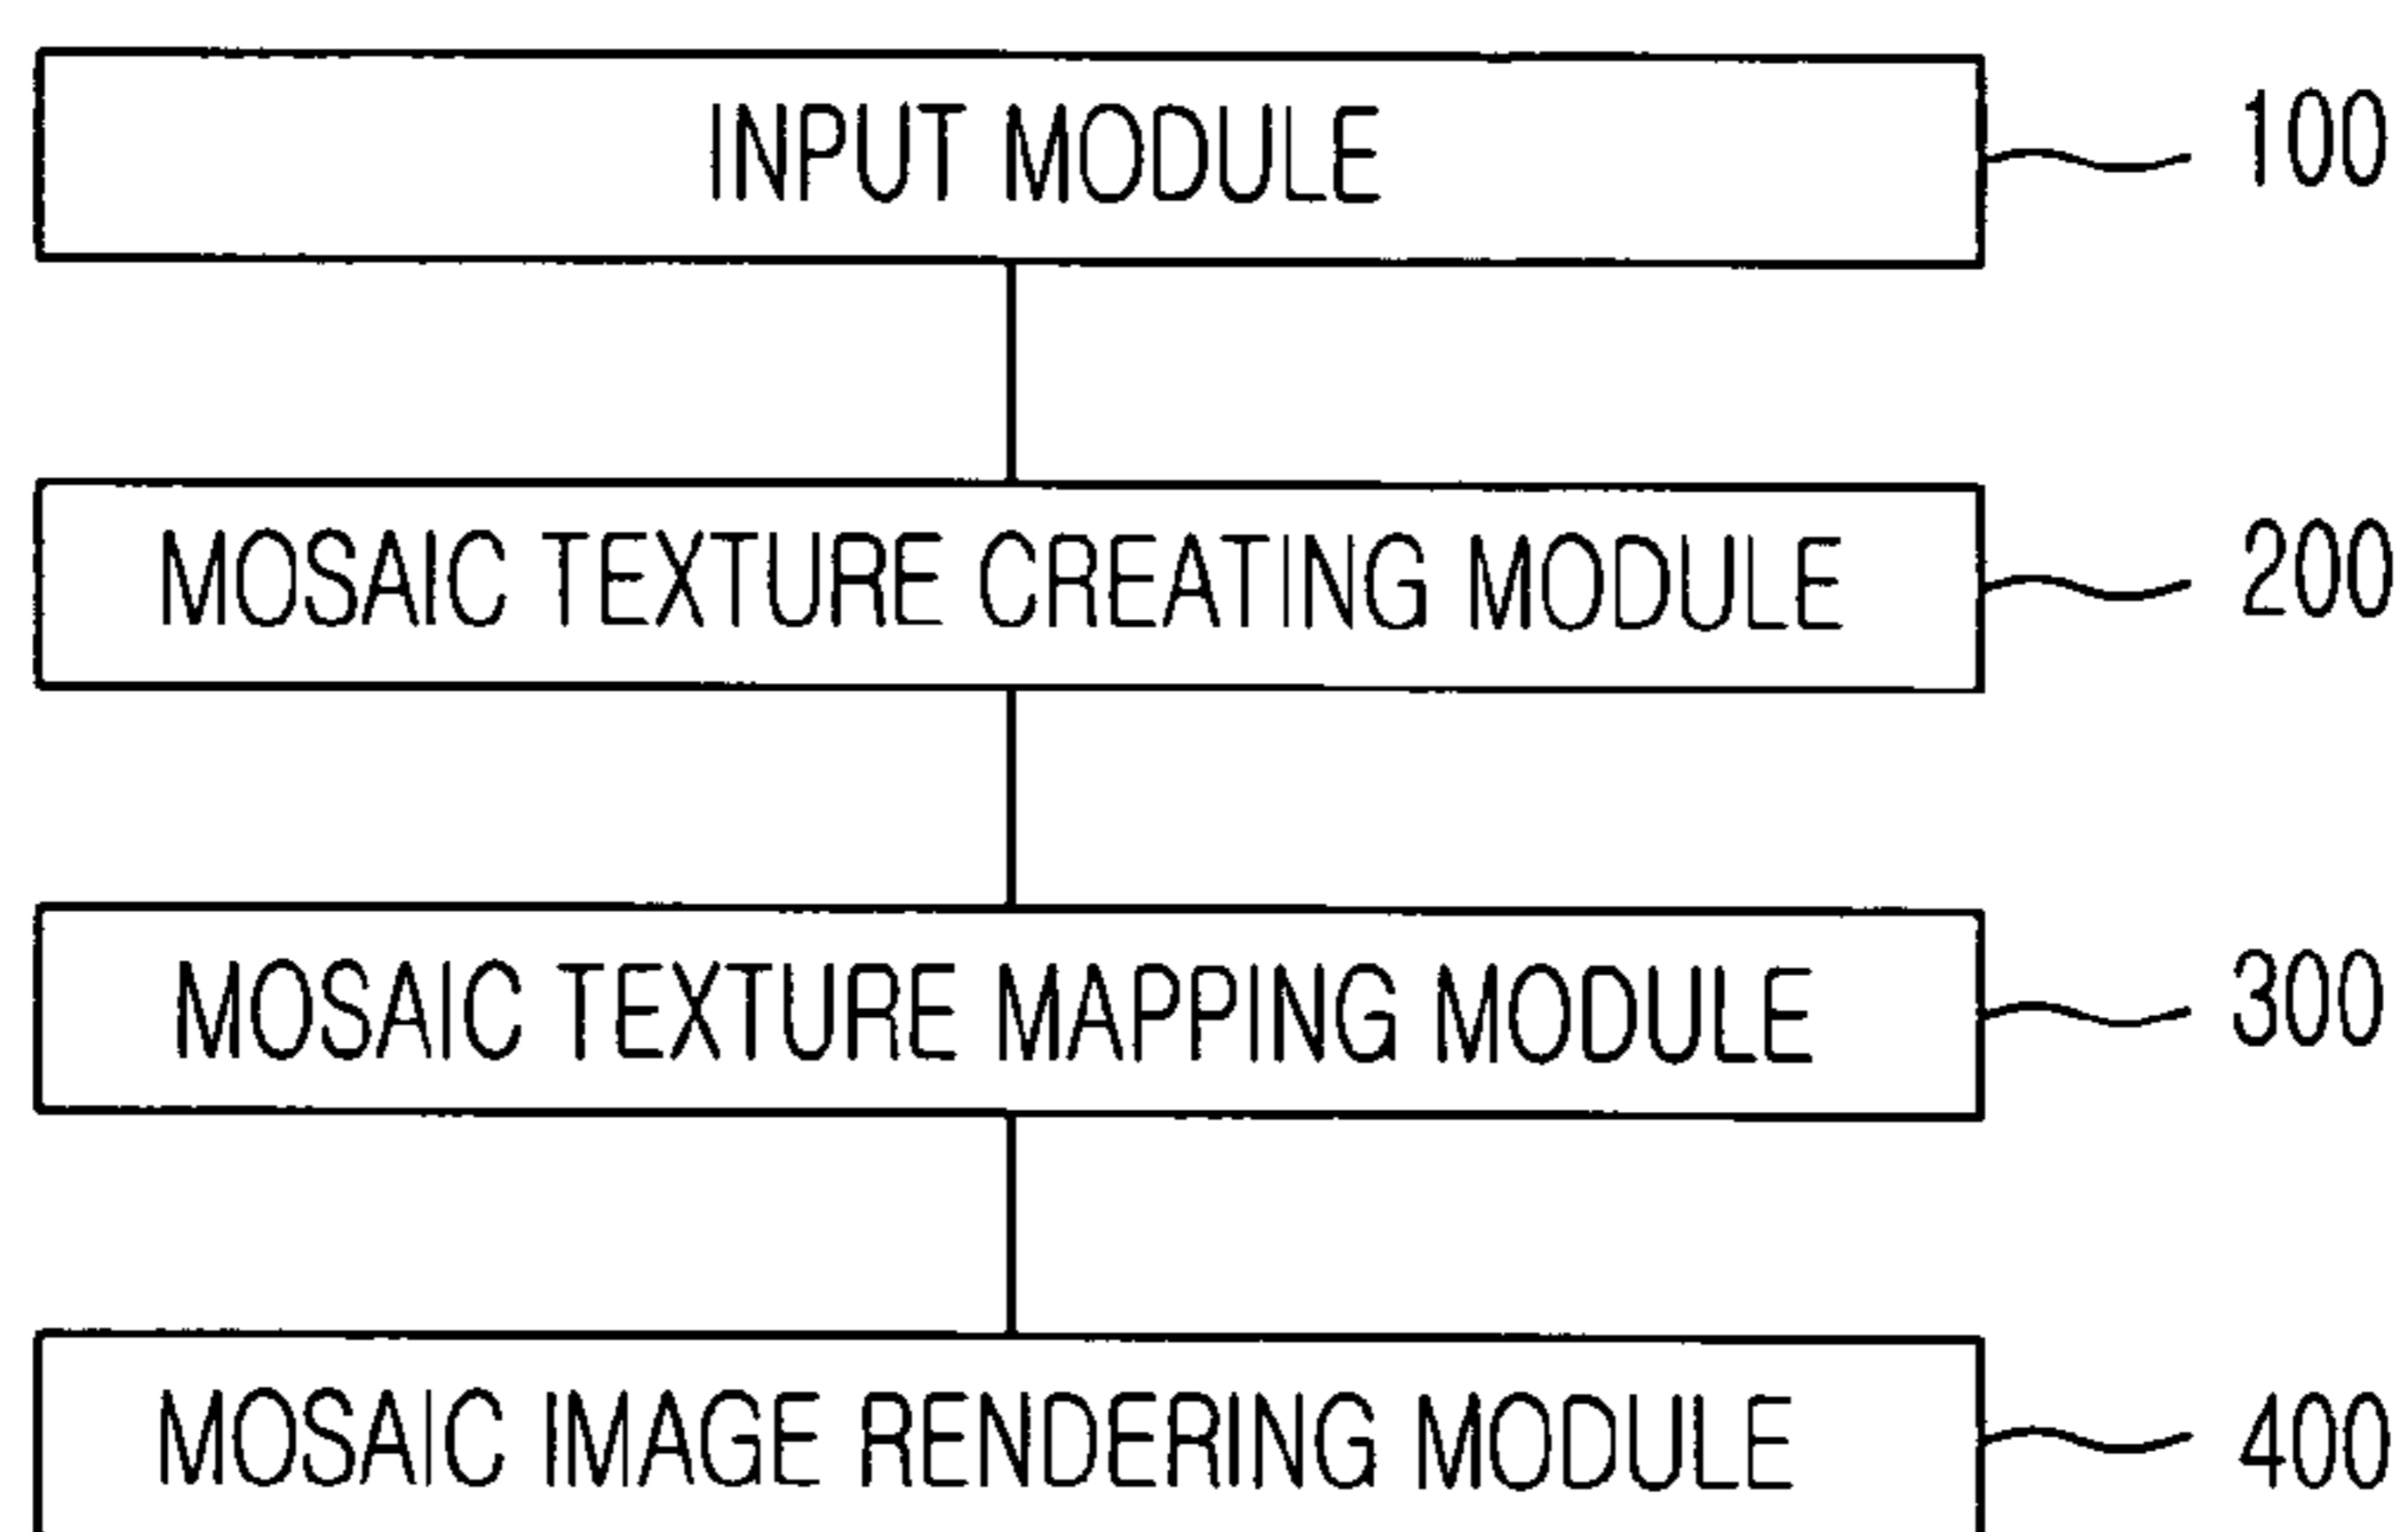 INPUT MODULE 100
MOSAIC TEXTURE CREATING MODULE 200
MOSAIC TEXTURE MAPPING MODULE 300
MOSAIC IMAGE RENDERING MODULE 400